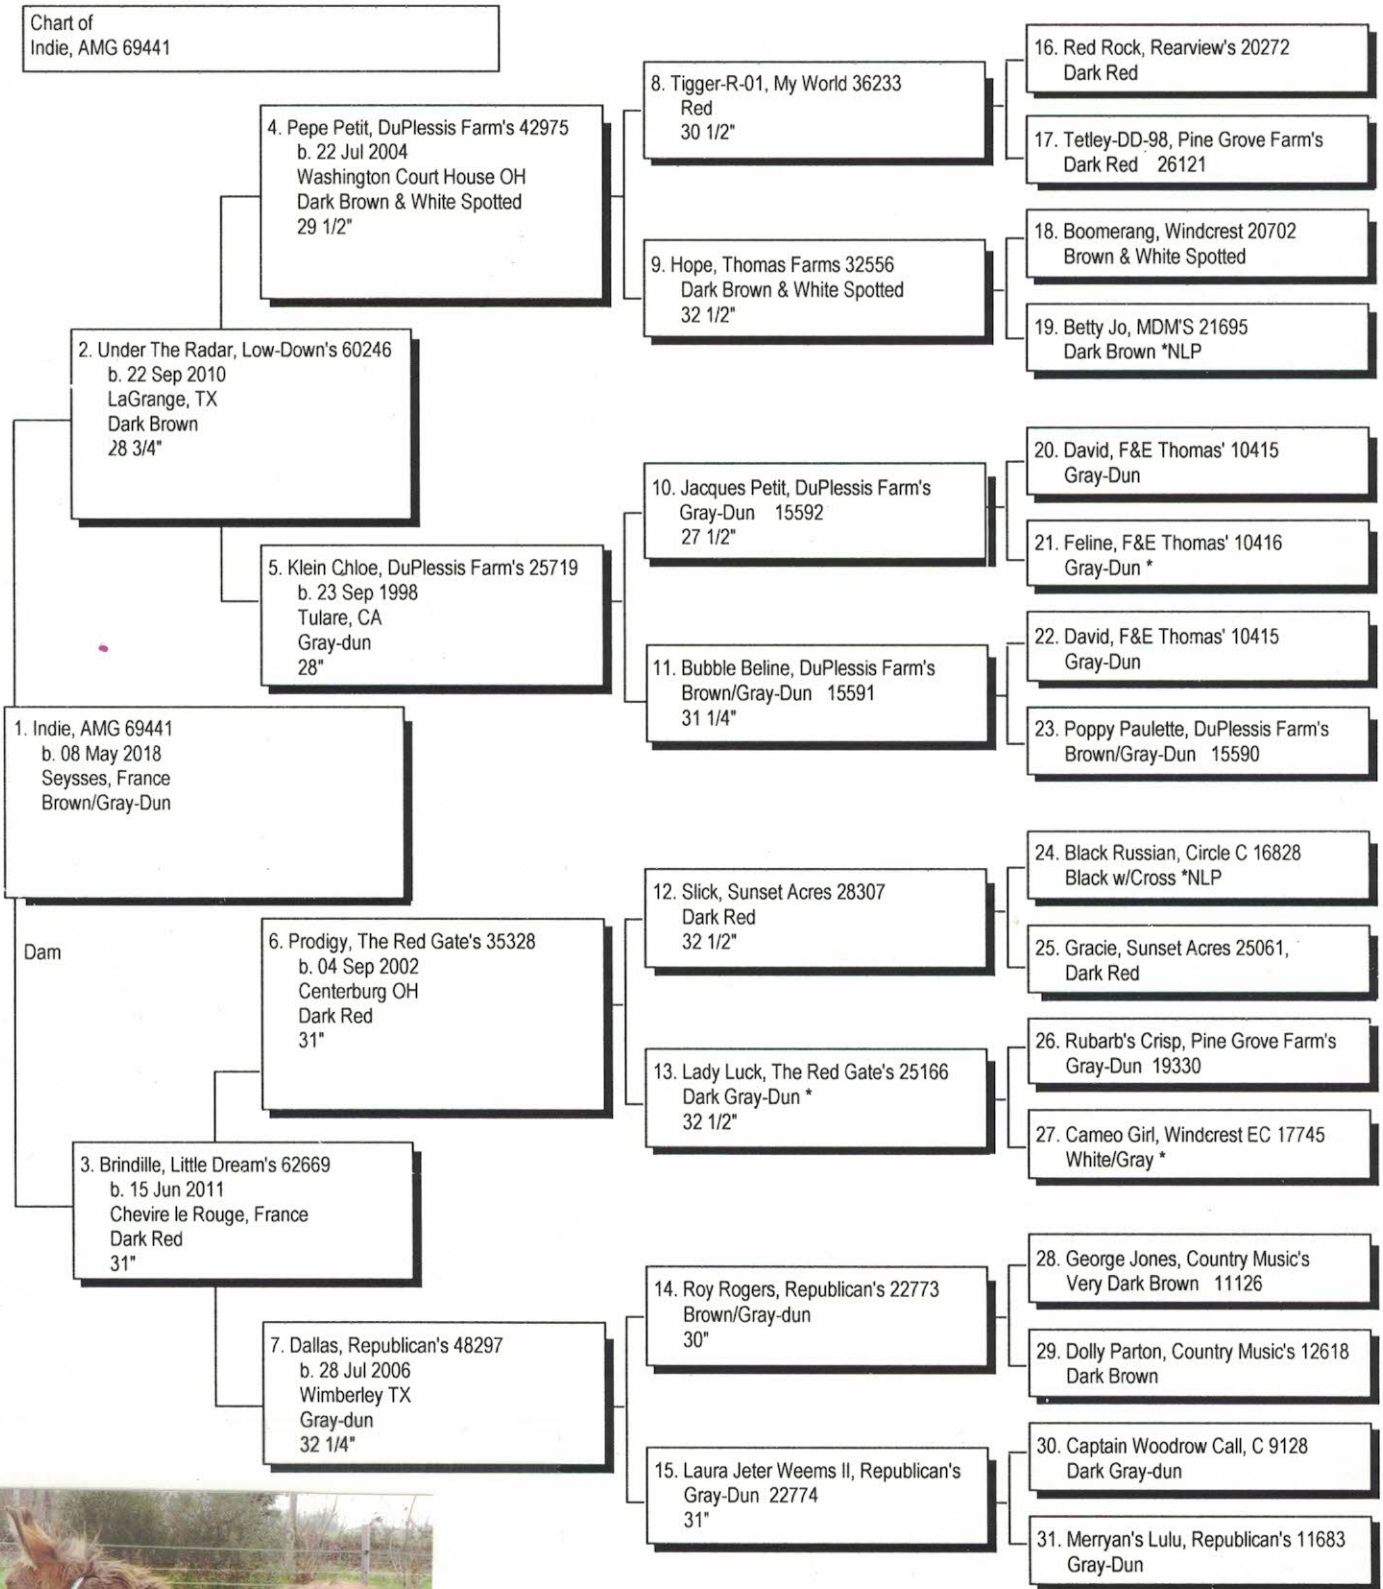 Chart of
Indie, AMG 69441
1. Indie, AMG 69441
b. 08 May 2018
Seysses, France
Brown/Gray-Dun
Dam
2. Under The Radar, Low-Down's 60246
b. 22 Sep 2010
LaGrange, TX
Dark Brown
28 3/4"
3. Brindille, Little Dream's 62669
b. 15 Jun 2011
Chevire le Rouge, France
Dark Red
31"
4. Pepe Petit, DuPlessis Farm's 42975
b. 22 Jul 2004
Washington Court House OH
Dark Brown & White Spotted
29 1/2"
5. Klein Chloe, DuPlessis Farm's 25719
b. 23 Sep 1998
Tulare, CA
Gray-dun
28"
6. Prodigy, The Red Gate's 35328
b. 04 Sep 2002
Centerburg OH
Dark Red
31"
7. Dallas, Republican's 48297
b. 28 Jul 2006
Wimberley TX
Gray-dun
32 1/4"
8. Tigger-R-01, My World 36233
Red
30 1/2"
9. Hope, Thomas Farms 32556
Dark Brown & White Spotted
32 1/2"
10. Jacques Petit, DuPlessis Farm's
Gray-Dun 15592
27 1/2"
11. Bubble Beline, DuPlessis Farm's
Brown/Gray-Dun 15591
31 1/4"
12. Slick, Sunset Acres 28307
Dark Red
32 1/2"
13. Lady Luck, The Red Gate's 25166
Dark Gray-Dun *
32 1/2"
14. Roy Rogers, Republican's 22773
Brown/Gray-dun
30"
15. Laura Jeter Weems II, Republican's
Gray-Dun 22774
31"
16. Red Rock, Rearview's 20272
Dark Red
17. Tetley-DD-98, Pine Grove Farm's
Dark Red 26121
18. Boomerang, Windcrest 20702
Brown & White Spotted
19. Betty Jo, MDM'S 21695
Dark Brown *NLP
20. David, F&E Thomas' 10415
Gray-Dun
21. Feline, F&E Thomas' 10416
Gray-Dun *
22. David, F&E Thomas' 10415
Gray-Dun
23. Poppy Paulette, DuPlessis Farm's
Brown/Gray-Dun 15590
24. Black Russian, Circle C 16828
Black w/Cross *NLP
25. Gracie, Sunset Acres 25061,
Dark Red
26. Rubarb's Crisp, Pine Grove Farm's
Gray-Dun 19330
27. Cameo Girl, Windcrest EC 17745
White/Gray *
28. George Jones, Country Music's
Very Dark Brown 11126
29. Dolly Parton, Country Music's 12618
Dark Brown
30. Captain Woodrow Call, C 9128
Dark Gray-dun
31. Merryan's Lulu, Republican's 11683
Gray-Dun